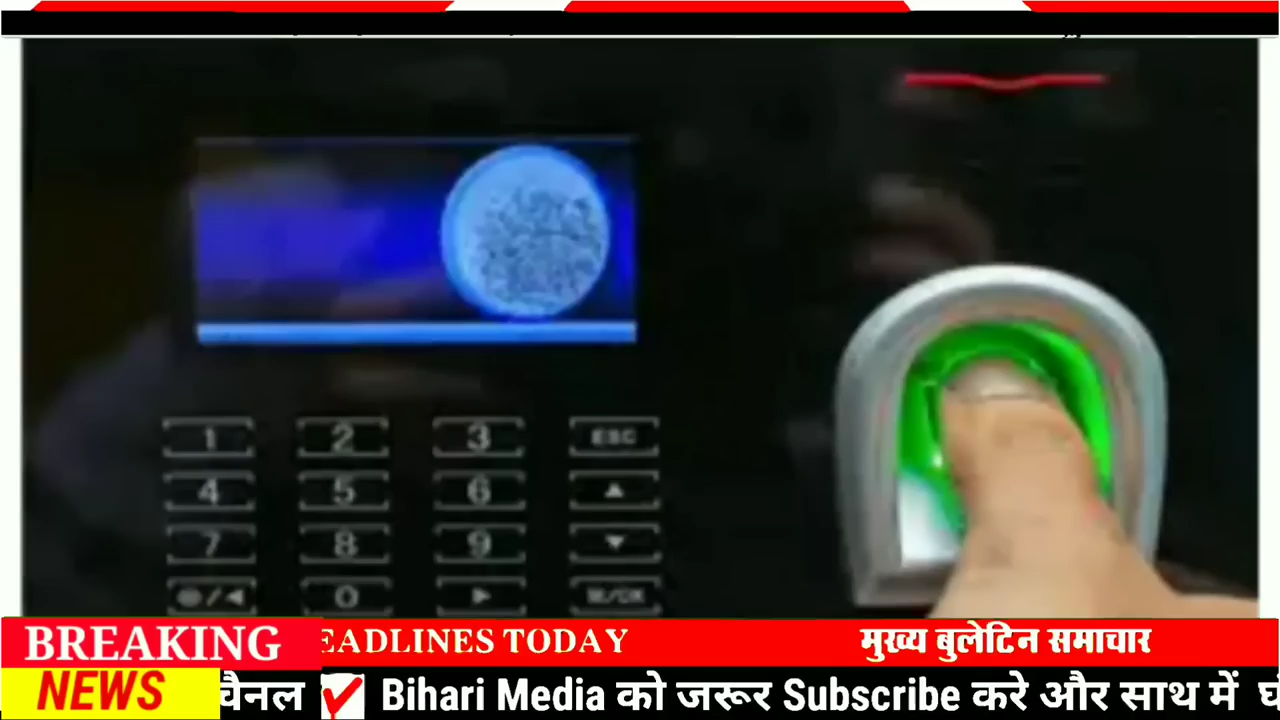 1 2 3 ESC
4 5 6
7 8 9
0
BREAKING EADLINES TODAY मुख्य बुलेटिन समाचार
NEWS चैनल Bihari Media को जरूर Subscribe करे और साथ में